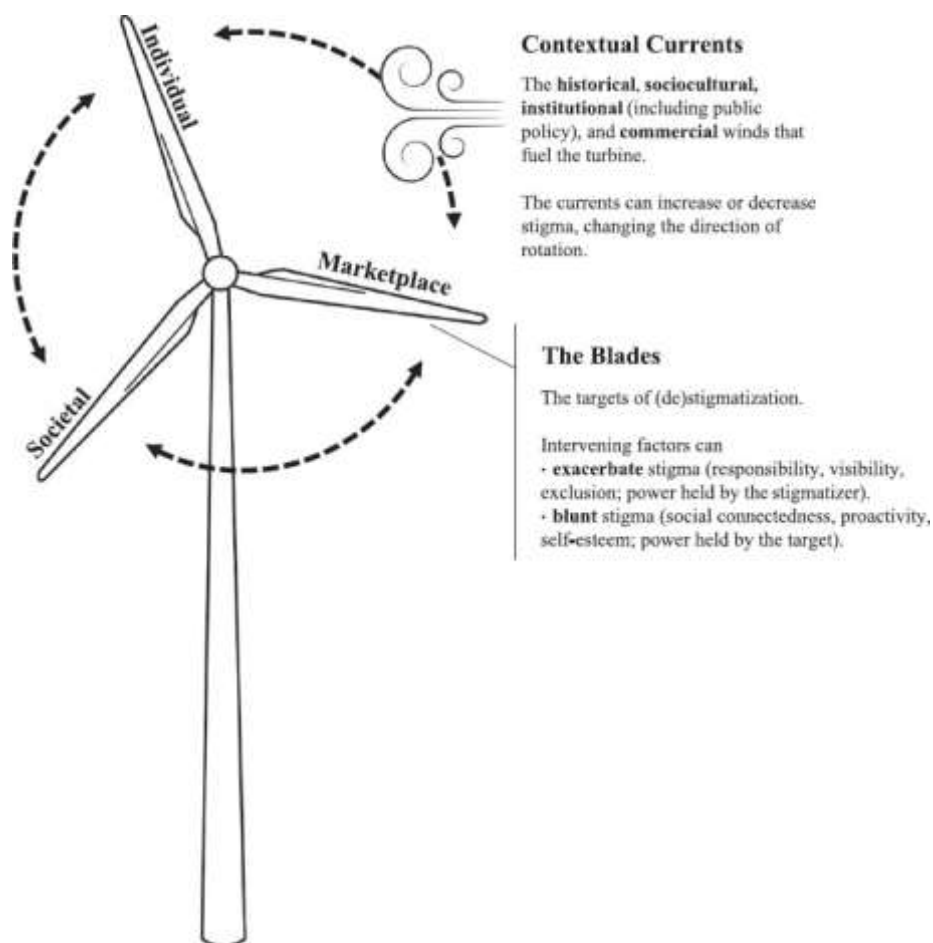 Individual
Marketplace
Societal
Contextual Currents
The historical, sociocultural,
institutional (including public
policy), and commercial winds that
fuel the turbine.
The currents can increase or decrease
stigma, changing the direction of
rotation.
The Blades
The targets of (de)stigmatization.
Intervening factors can
· exacerbate stigma (responsibility, visibility,
exclusion; power held by the stigmatizer).
· blunt stigma (social connectedness, proactivity,
self-esteem; power held by the target).